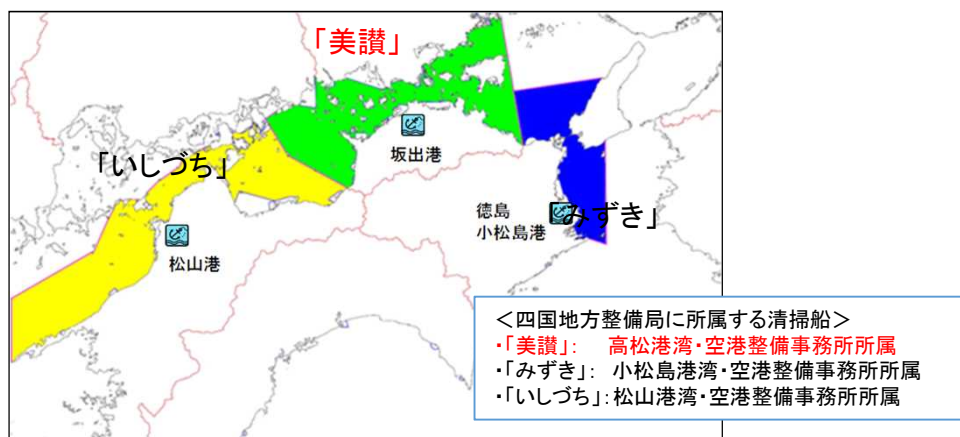 「美讃」
坂出港
「いしづち」
徳島
小松島港
みずき」
松山港
＜四国地方整備局に所属する清掃船＞
・「美讃」： 高松港湾・空港整備事務所所属
・「みずき」： 小松島港湾・空港整備事務所所属
・「いしづち」：松山港湾・空港整備事務所所属